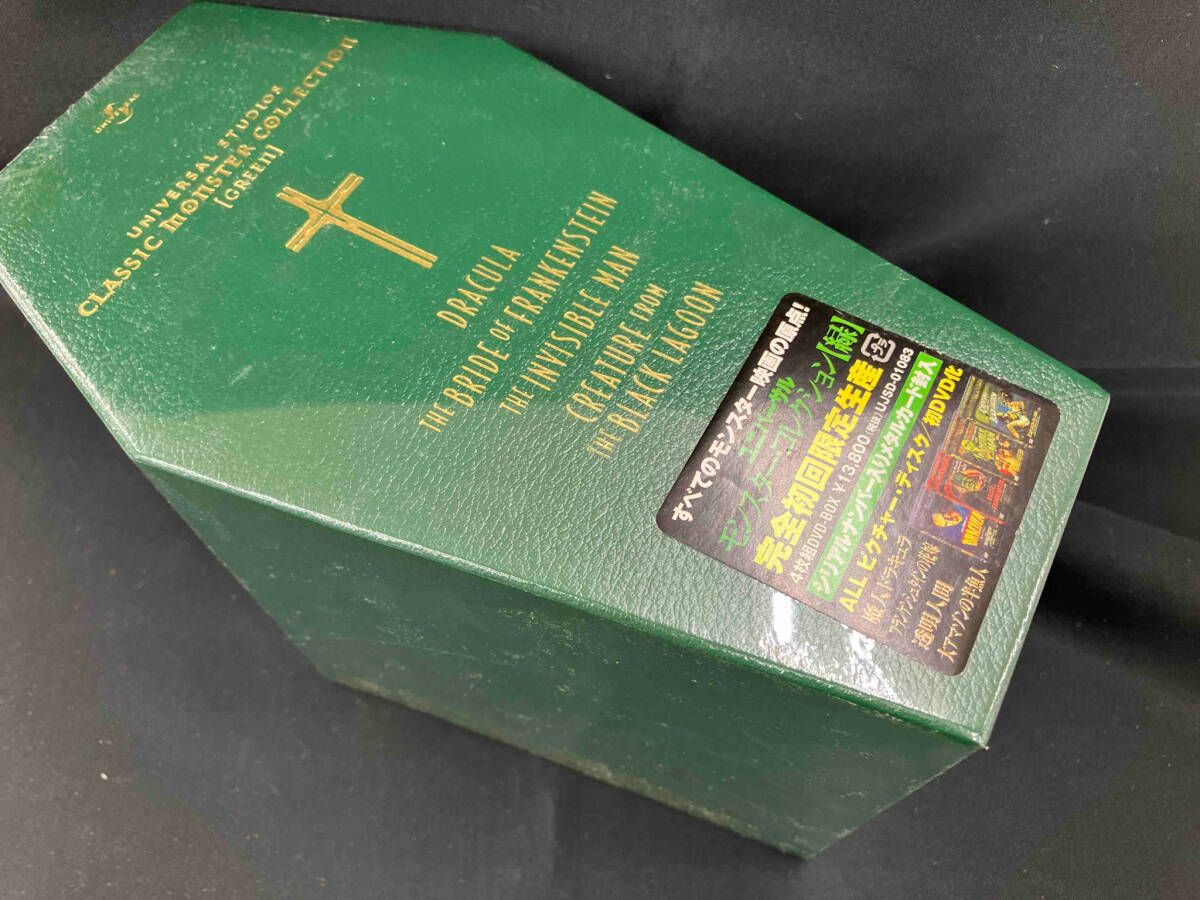 UNIVERSAL
UNIVERSAL STUDIOS
CLASSIC MONSTER COLLECTION
[GREEN]
DRACULA
THE BRIDE OF FRANKENSTEIN
THE INVISIBLE MAN
CREATURE FROM
THE BLACK LAGOON
すべてのモンスター映画の原点!
ユニバーサル
モンスター・コレクション【緑】
完全初回限定生産
プラ
4枚組DVD-BOX ¥13,800(税抜)UJSD-01083
シリアルナンバー入りメタルカード封入
ALL ピクチャー・ディスク/初DVD化
魔人ドラキュラ
フランケンシュタインの花嫁
透明人間
大アマゾンの半魚人
DRACULA